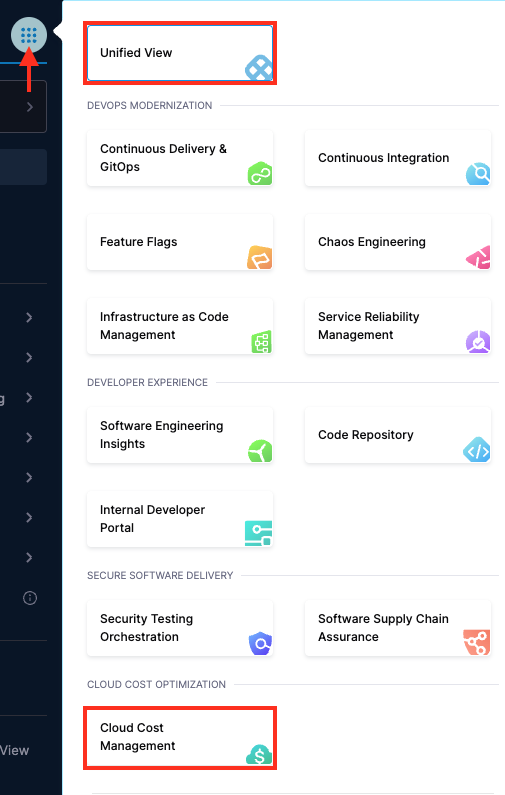 Unified View
DEVOPS MODERNIZATION
Continuous Delivery &
GitOps
Continuous Integration
Feature Flags
Chaos Engineering
Infrastructure as Code
Management
Service Reliability
Management
DEVELOPER EXPERIENCE
g
Software Engineering
Insights
Code Repository
Internal Developer
Portal
SECURE SOFTWARE DELIVERY
Security Testing
Orchestration
Software Supply Chain
Assurance
CLOUD COST OPTIMIZATION
Cloud Cost
Management
View